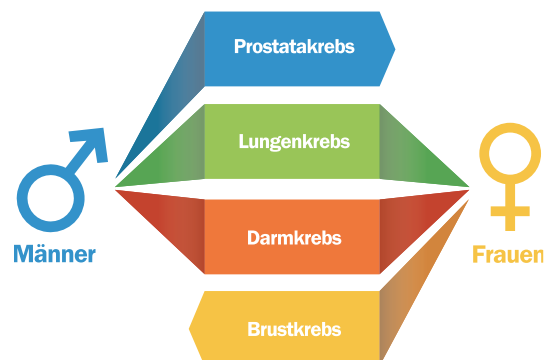 Prostatakrebs
Lungenkrebs
Männer
Darmkrebs
Frauen
Brustkrebs